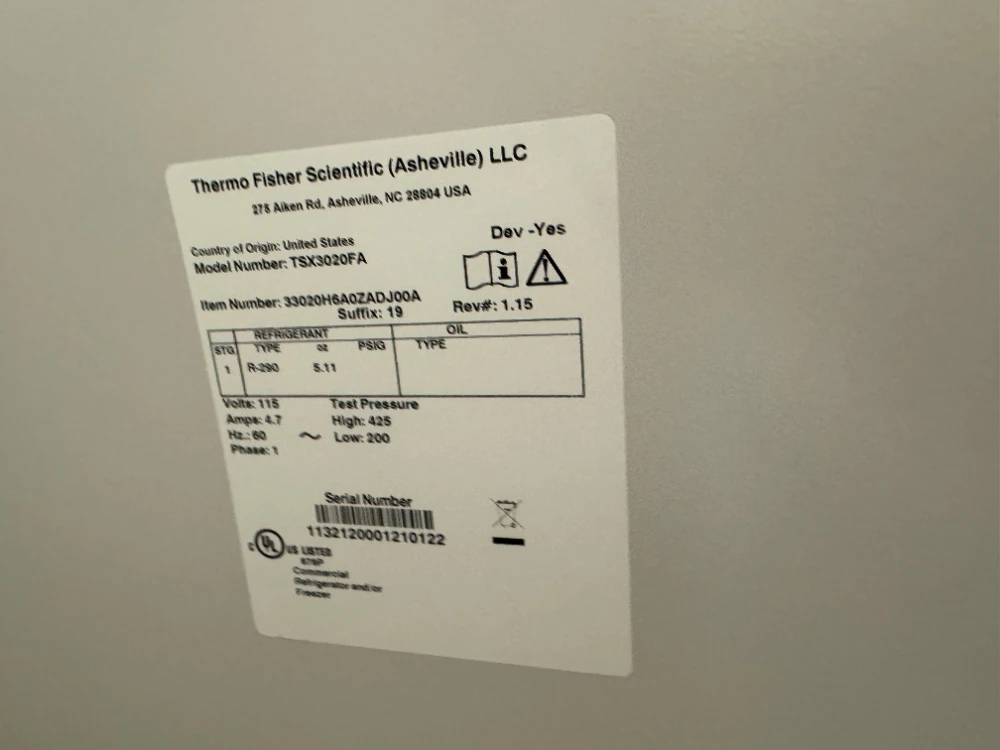 Thermo Fisher Scientific (Asheville) LLC
275 Aiken Rd, Asheville, NC 28804 USA
Dev -Yes
Country of Origin: United States
Model Number: TSX3020FA
Item Number: 33020H6A0ZADJ00A
Suffix: 19
Rev#: 1.15
REFRIGERANT OIL
STG TYPE oz PSIG TYPE
1 R-290 5.11
Volts: 115 Test Pressure
Amps: 4.7 High: 425
Hz.: 60 ~ Low: 200
Phase: 1
Serial Number
1132120001210122
C UL US LISTED
Commercial
Refrigerator and/or
Freezer